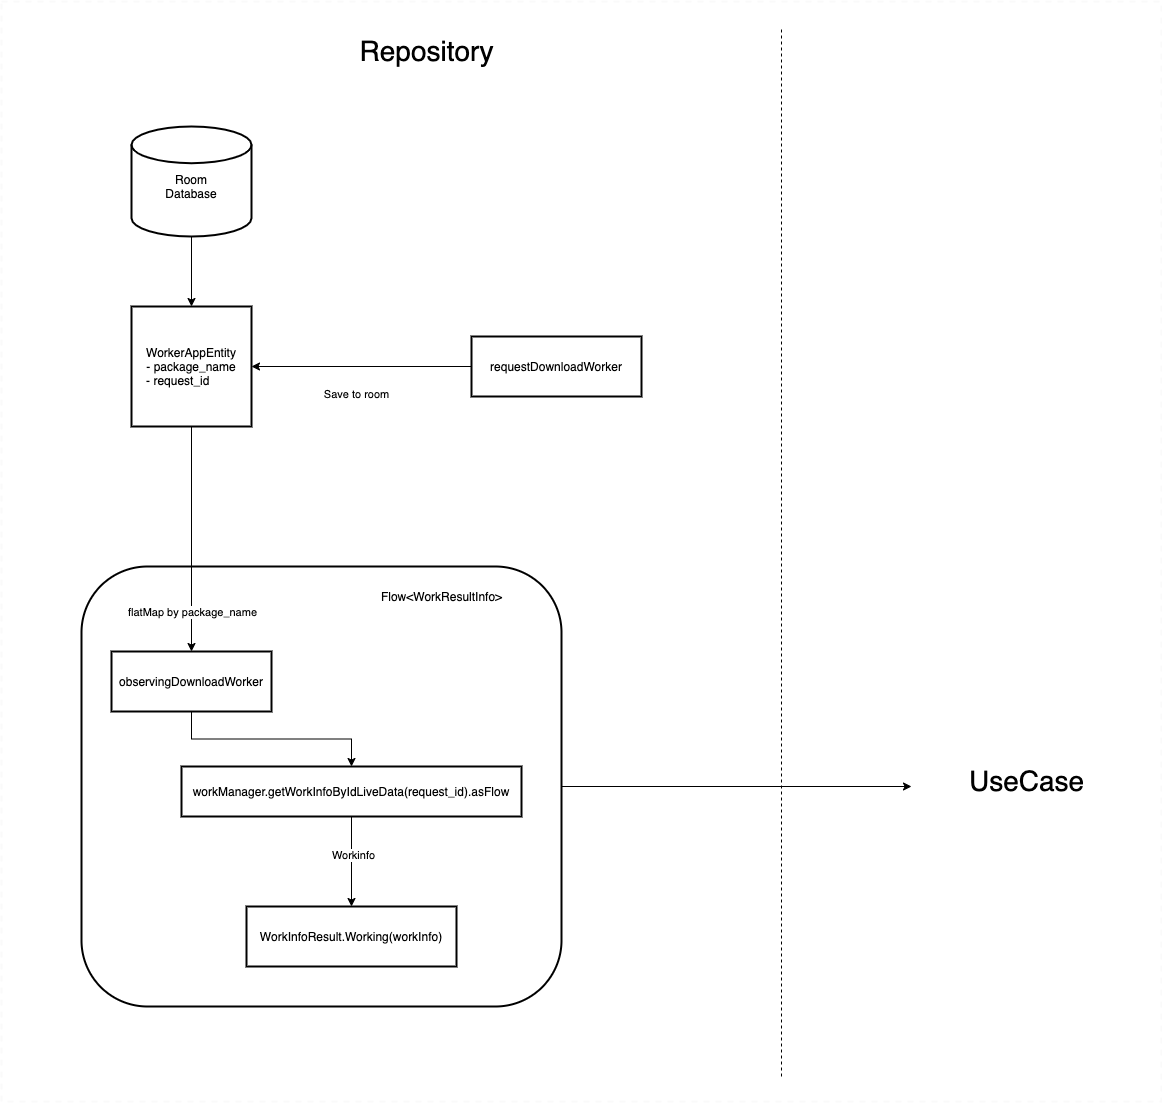 Repository
Room
Database
WorkerAppEntity
- package_name
- request_id
requestDownloadWorker
Save to room
Flow<WorkResultInfo>
flatMap by package_name
observingDownloadWorker
workManager.getWorkInfoByIdLiveData(request_id).asFlow
UseCase
Workinfo
WorkInfoResult.Working(workInfo)